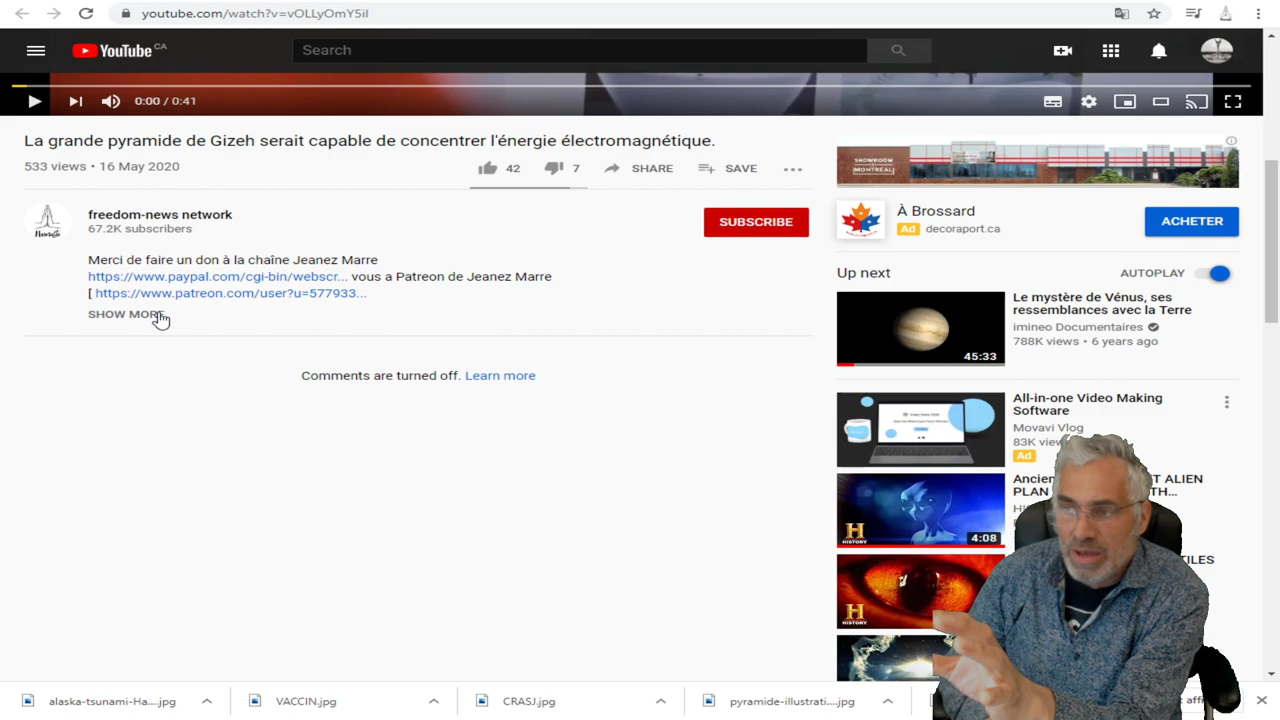 youtube.com/watch?v=vOLLyOmY5iI
YouTube CA
Search
0:00 / 0:41
La grande pyramide de Gizeh serait capable de concentrer l'énergie électromagnétique.
533 views • 16 May 2020
42
7
SHARE
SAVE
freedom-news network
67.2K subscribers
SUBSCRIBE
Merci de faire un don à la chaîne Jeanez Marre
https://www.paypal.com/cgi-bin/webscr... vous a Patreon de Jeanez Marre
[ https://www.patreon.com/user?u=577933...
SHOW MORE
Comments are turned off. Learn more
SHOWROOM
MONTREAL
À Brossard
Ad decoraport.ca
ACHETER
Up next
AUTOPLAY
Le mystère de Vénus, ses
ressemblances avec la Terre
imineo Documentaires
788K views • 6 years ago
45:33
All-in-one Video Making
Software
Movavi Vlog
83K
Ad
ET ALIEN
PLAN
HISTORY
4:08
HISTORY
alaska-tsunami-Ha....jpg
VACCIN.jpg
CRASJ.jpg
pyramide-illustrati....jpg